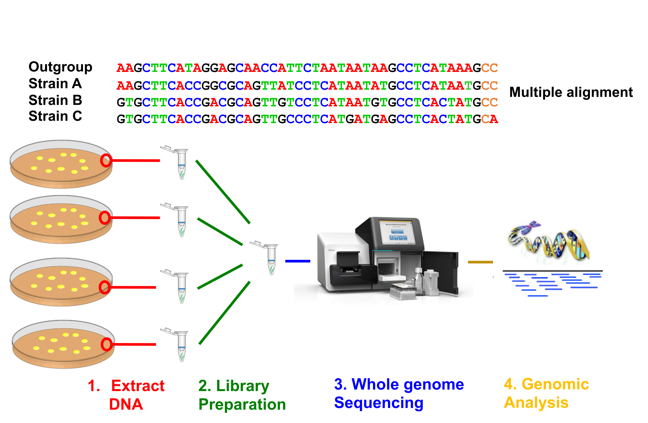 Outgroup AAGCTTCATAGGAGCAACCATTCTAATAATAAGCCTCATAAAGCC
Strain A AAGCTTCACCGGCGCAGTTATCCTCATAATATGCCTCATAATGCC
Strain B GTGCTTCACCGACGCAGTTGTCCTCATAATGTGCCTCACTATGCC
Strain C GTGCTTCACCGACGCAGTTGCCCTCATGATGAGCCTCACTATGCA
Multiple alignment
1. Extract
DNA
2. Library
Preparation
3. Whole genome
Sequencing
4. Genomic
Analysis